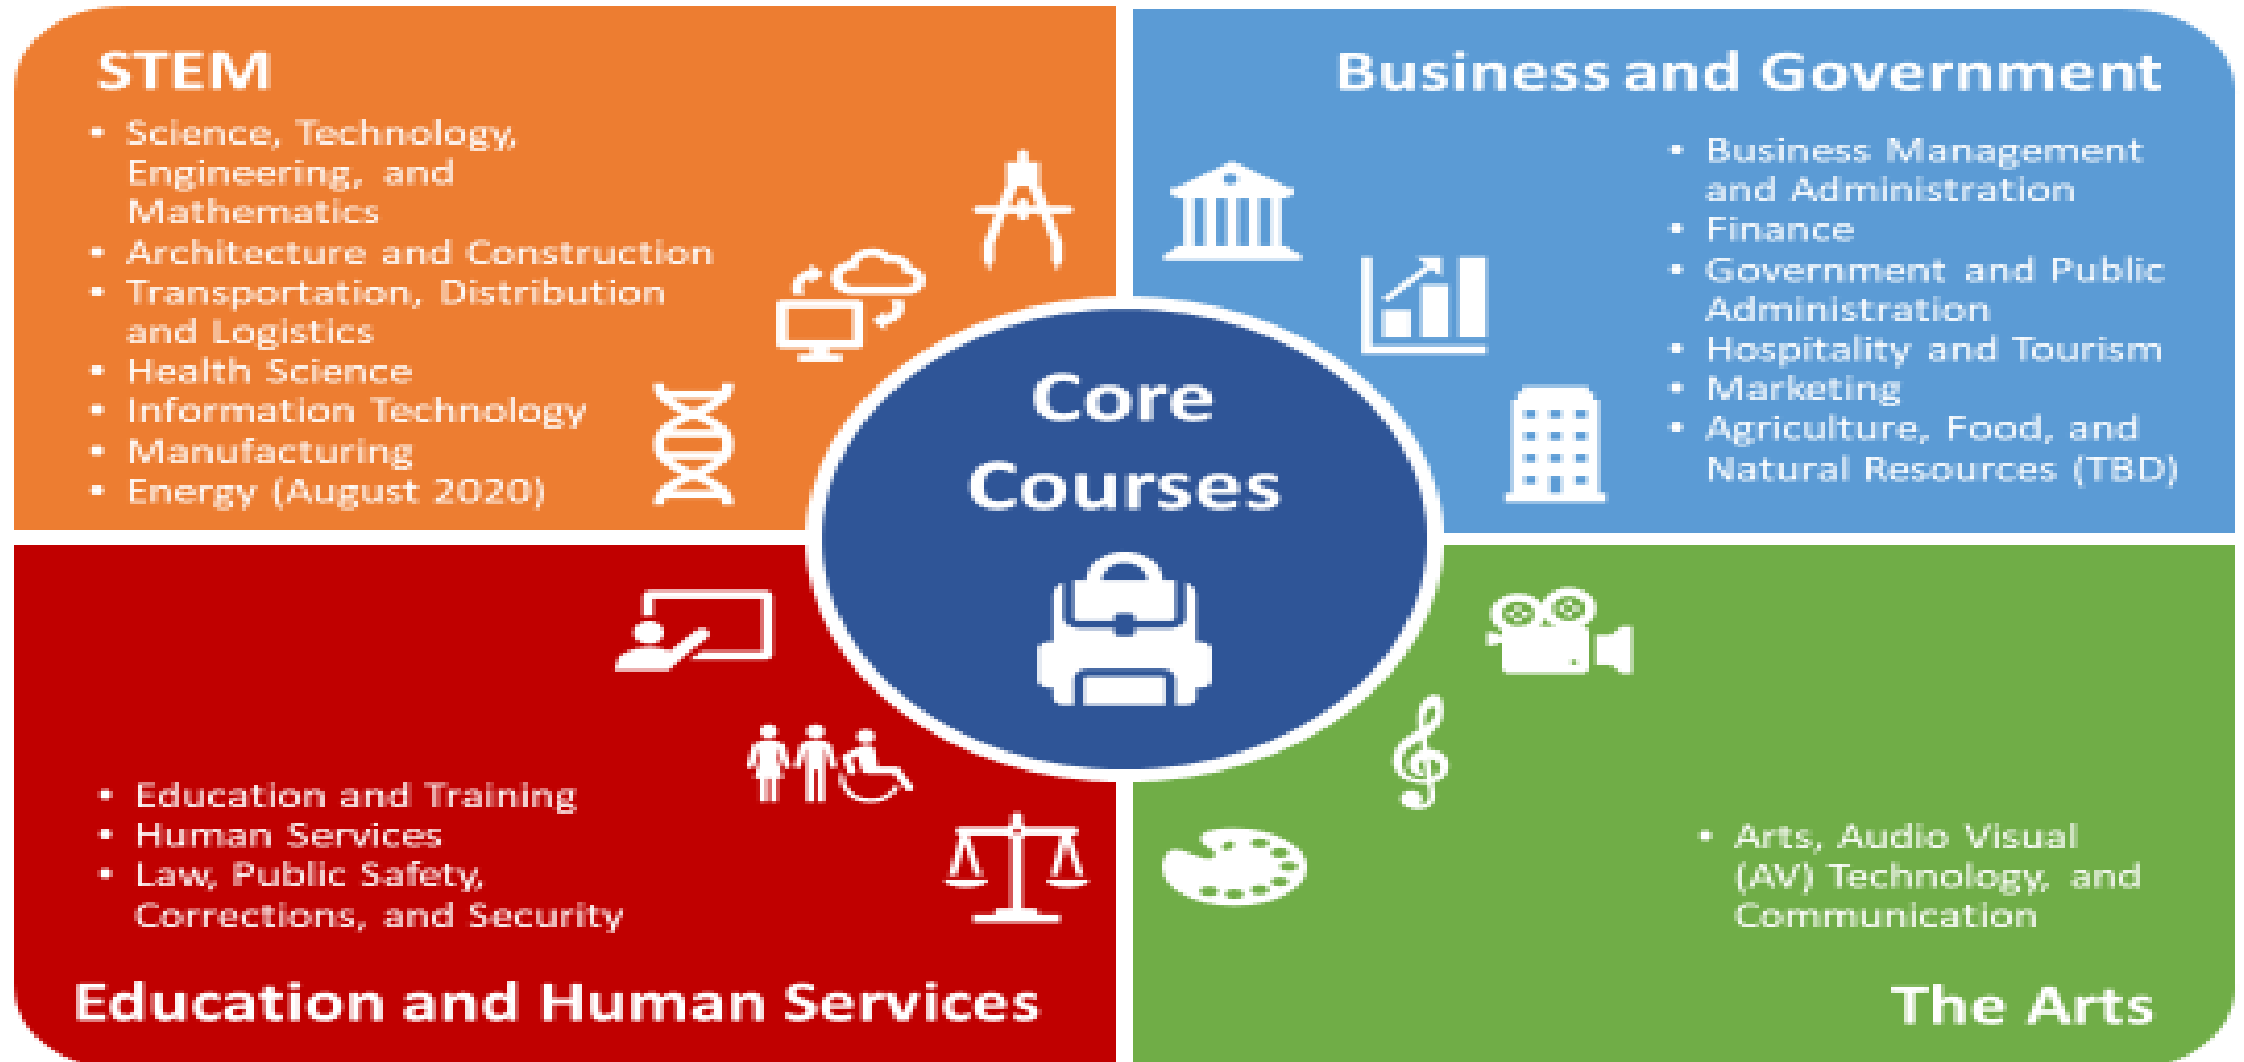 STEM
• Science, Technology,
Engineering, and
Mathematics
• Architecture and Construction
• Transportation, Distribution
and Logistics
• Health Science
• Information Technology
• Manufacturing
• Energy (August 2020)
Business and Government
• Business Management
and Administration
• Finance
• Government and Public
Administration
• Hospitality and Tourism
• Marketing
• Agriculture, Food, and
Natural Resources (TBD)
Core
Courses
• Education and Training
• Human Services
• Law, Public Safety,
Corrections, and Security
Education and Human Services
• Arts, Audio Visual
(AV) Technology, and
Communication
The Arts